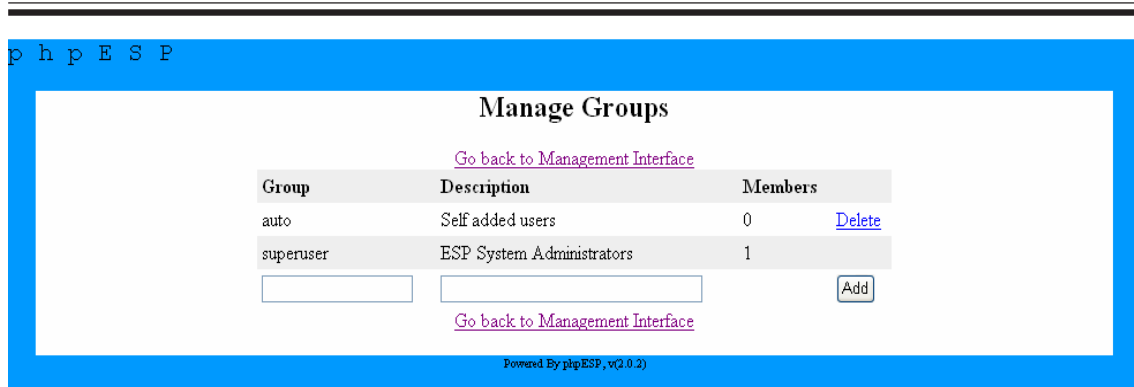 p h p E S P
Manage Groups
Go back to Management Interface
Group Description Members
auto Self added users 0 Delete
superuser ESP System Administrators 1
Add
Go back to Management Interface
Powered By phpESP, v(2.0.2)